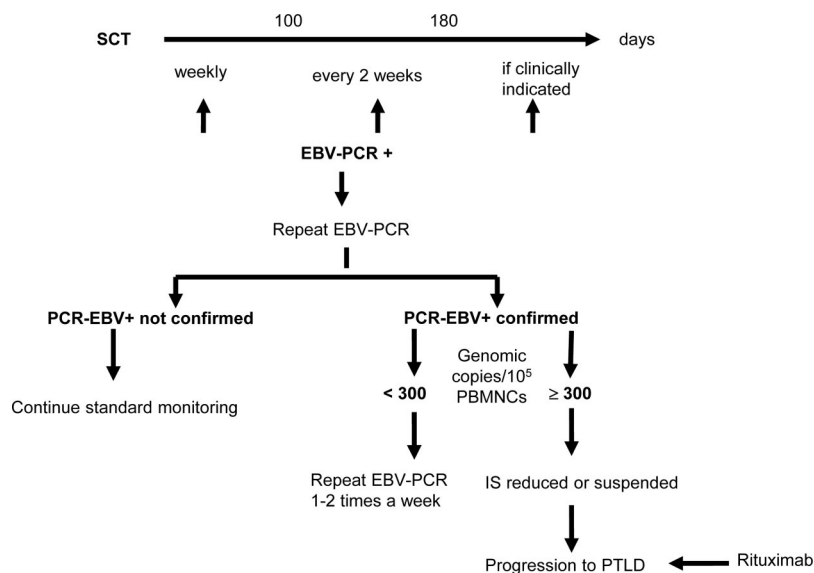 100 180
SCT days
weekly every 2 weeks if clinically
indicated
EBV-PCR +
Repeat EBV-PCR
PCR-EBV+ not confirmed PCR-EBV+ confirmed
Genomic
copies/10⁵
PBMNCs
< 300 ≥ 300
Continue standard monitoring
Repeat EBV-PCR
1-2 times a week
IS reduced or suspended
Progression to PTLD Rituximab